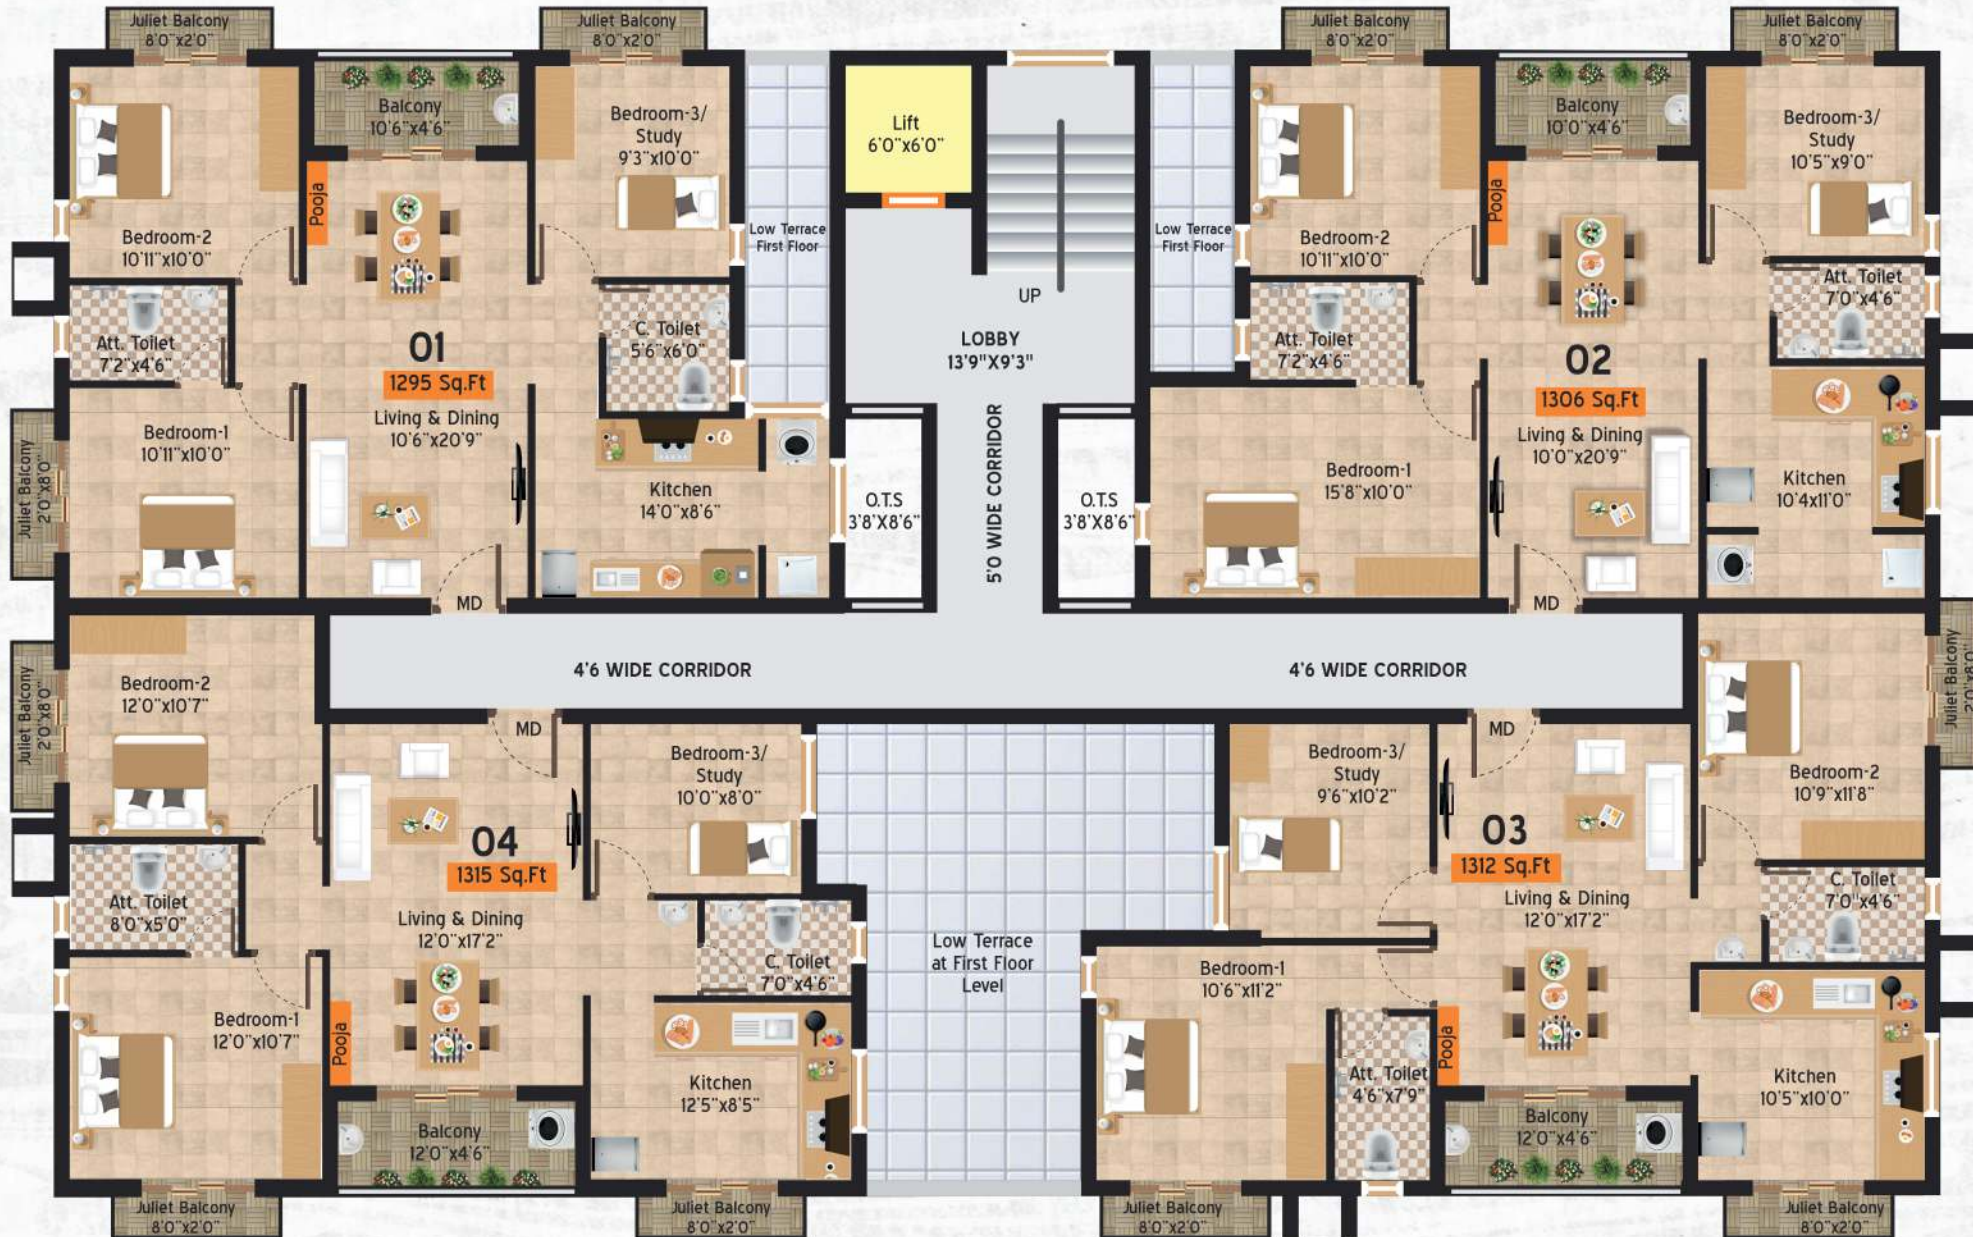 Juliet Balcony
8'0"x2'0"
Juliet Balcony
8'0"x2'0"
Juliet Balcony
8'0"x2'0"
Juliet Balcony
8'0"x2'0"
Balcony
10'6"x4'6"
Bedroom-3/
Study
9'3"x10'0"
Lift
6'0"x6'0"
Balcony
10'0"x4'6"
Bedroom-3/
Study
10'5"x9'0"
Pooja
Pooja
Bedroom-2
10'11"x10'0"
Low Terrace
First Floor
Low Terrace
First Floor
Bedroom-2
10'11"x10'0"
Att. Toilet
7'0"x4'6"
UP
Att. Toilet
7'2"x4'6"
01
1295 Sq.Ft
C. Toilet
5'6"x6'0"
LOBBY
13'9"X9'3"
Att. Toilet
7'2"x4'6"
02
1306 Sq.Ft
Living & Dining
10'6"x20'9"
Bedroom-1
10'11"x10'0"
Juliet Balcony
2'0"x8'0"
Kitchen
14'0"x8'6"
O.T.S
3'8'X8'6"
5'0 WIDE CORRIDOR
O.T.S
3'8'X8'6"
Bedroom-1
15'8"x10'0"
Living & Dining
10'0"x20'9"
Kitchen
10'4x11'0"
MD
MD
4'6 WIDE CORRIDOR
4'6 WIDE CORRIDOR
Juliet Balcony
2'0"x8'0"
Bedroom-2
12'0"x10'7"
MD
MD
Juliet Balcony
2'0"x8'0"
Bedroom-3/
Study
10'0"x8'0"
Bedroom-3/
Study
9'6"x10'2"
Bedroom-2
10'9"x11'8"
04
1315 Sq.Ft
03
1312 Sq.Ft
Att. Toilet
8'0"x5'0"
Living & Dining
12'0"x17'2"
Living & Dining
12'0"x17'2"
C. Toilet
7'0"x4'6"
Low Terrace
at First Floor
Level
C. Toilet
7'0"x4'6"
Bedroom-1
10'6"x11'2"
Bedroom-1
12'0"x10'7"
Pooja
Pooja
Kitchen
12'5"x8'5"
Att. Toilet
4'6"x7'9"
Kitchen
10'5"x10'0"
Balcony
12'0"x4'6"
Balcony
12'0"x4'6"
Juliet Balcony
8'0"x2'0"
Juliet Balcony
8'0"x2'0"
Juliet Balcony
8'0"x2'0"
Juliet Balcony
8'0"x2'0"